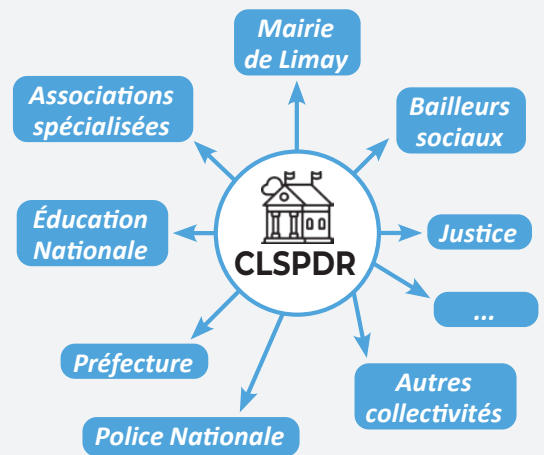 Mairie
de Limay
Associations
spécialisées
Bailleurs
sociaux
Éducation
Nationale
CLSPDR
Justice
...
Préfecture
Autres
collectivités
Police Nationale